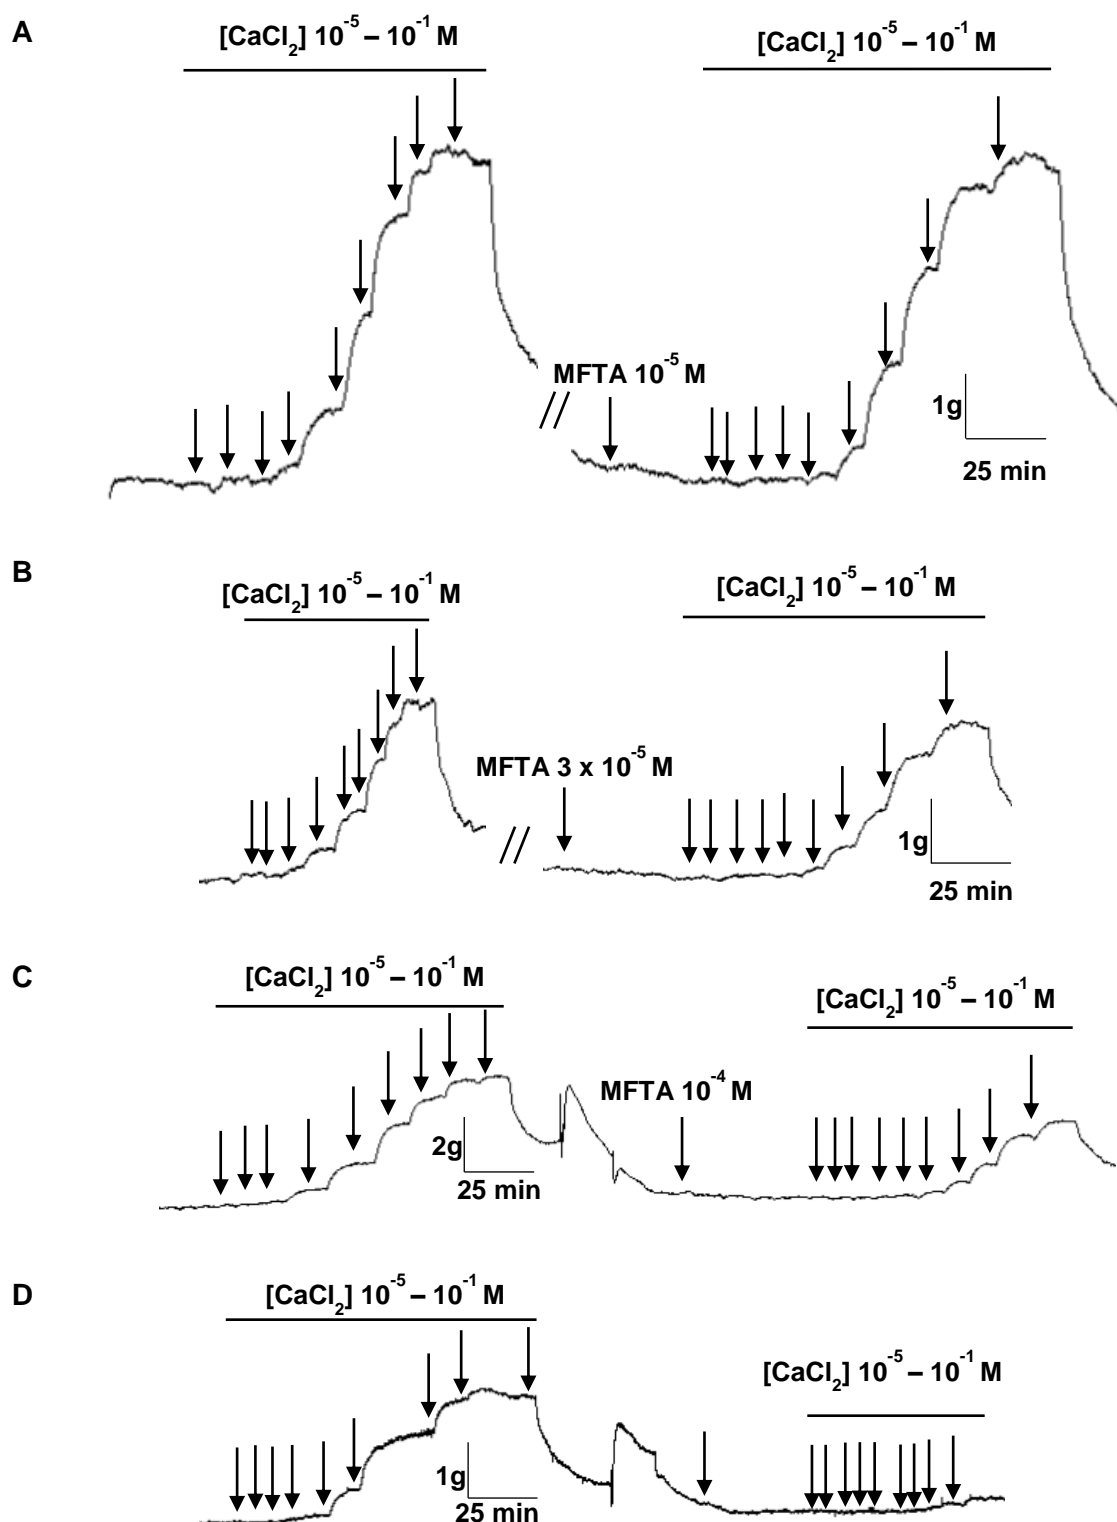 A
[CaCl₂] 10⁻⁵ – 10⁻¹ M
[CaCl₂] 10⁻⁵ – 10⁻¹ M
MFTA 10⁻⁵ M
1g
25 min
B
[CaCl₂] 10⁻⁵ – 10⁻¹ M
[CaCl₂] 10⁻⁵ – 10⁻¹ M
MFTA 3 x 10⁻⁵ M
1g
25 min
C
[CaCl₂] 10⁻⁵ – 10⁻¹ M
[CaCl₂] 10⁻⁵ – 10⁻¹ M
MFTA 10⁻⁴ M
2g
25 min
D
[CaCl₂] 10⁻⁵ – 10⁻¹ M
[CaCl₂] 10⁻⁵ – 10⁻¹ M
1g
25 min